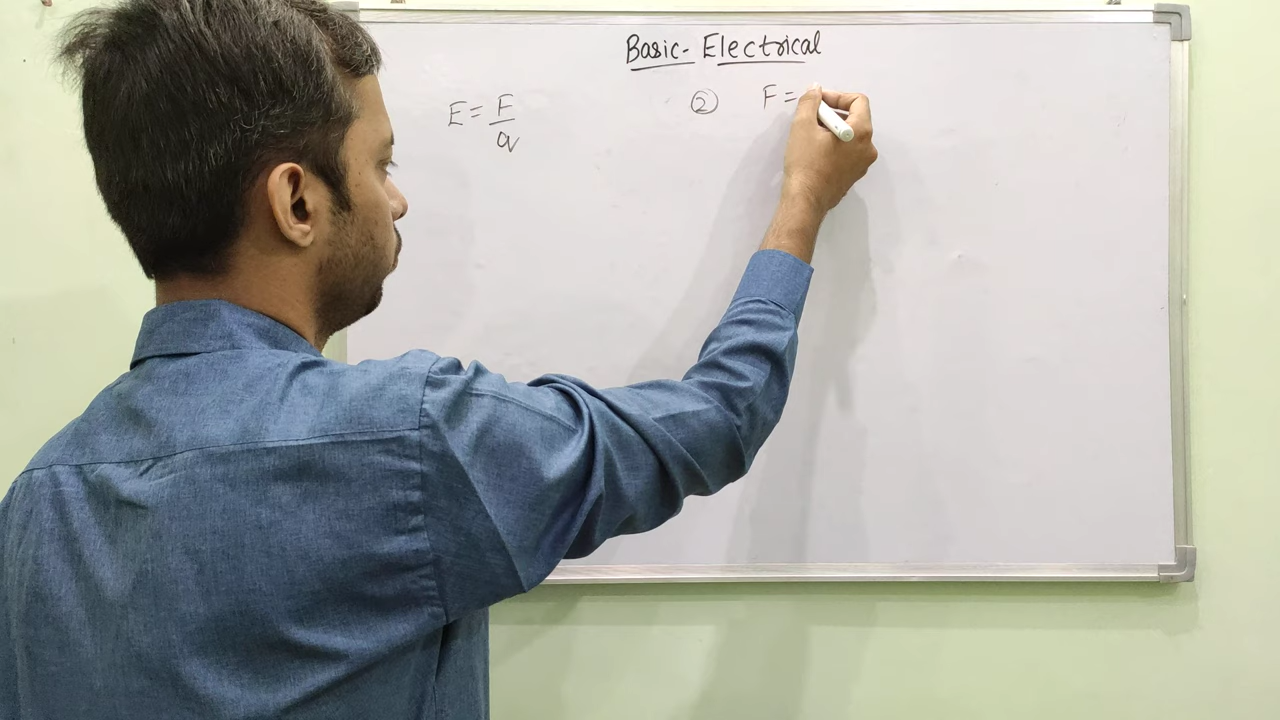 Basic- Electrical
E = F/q
② F =